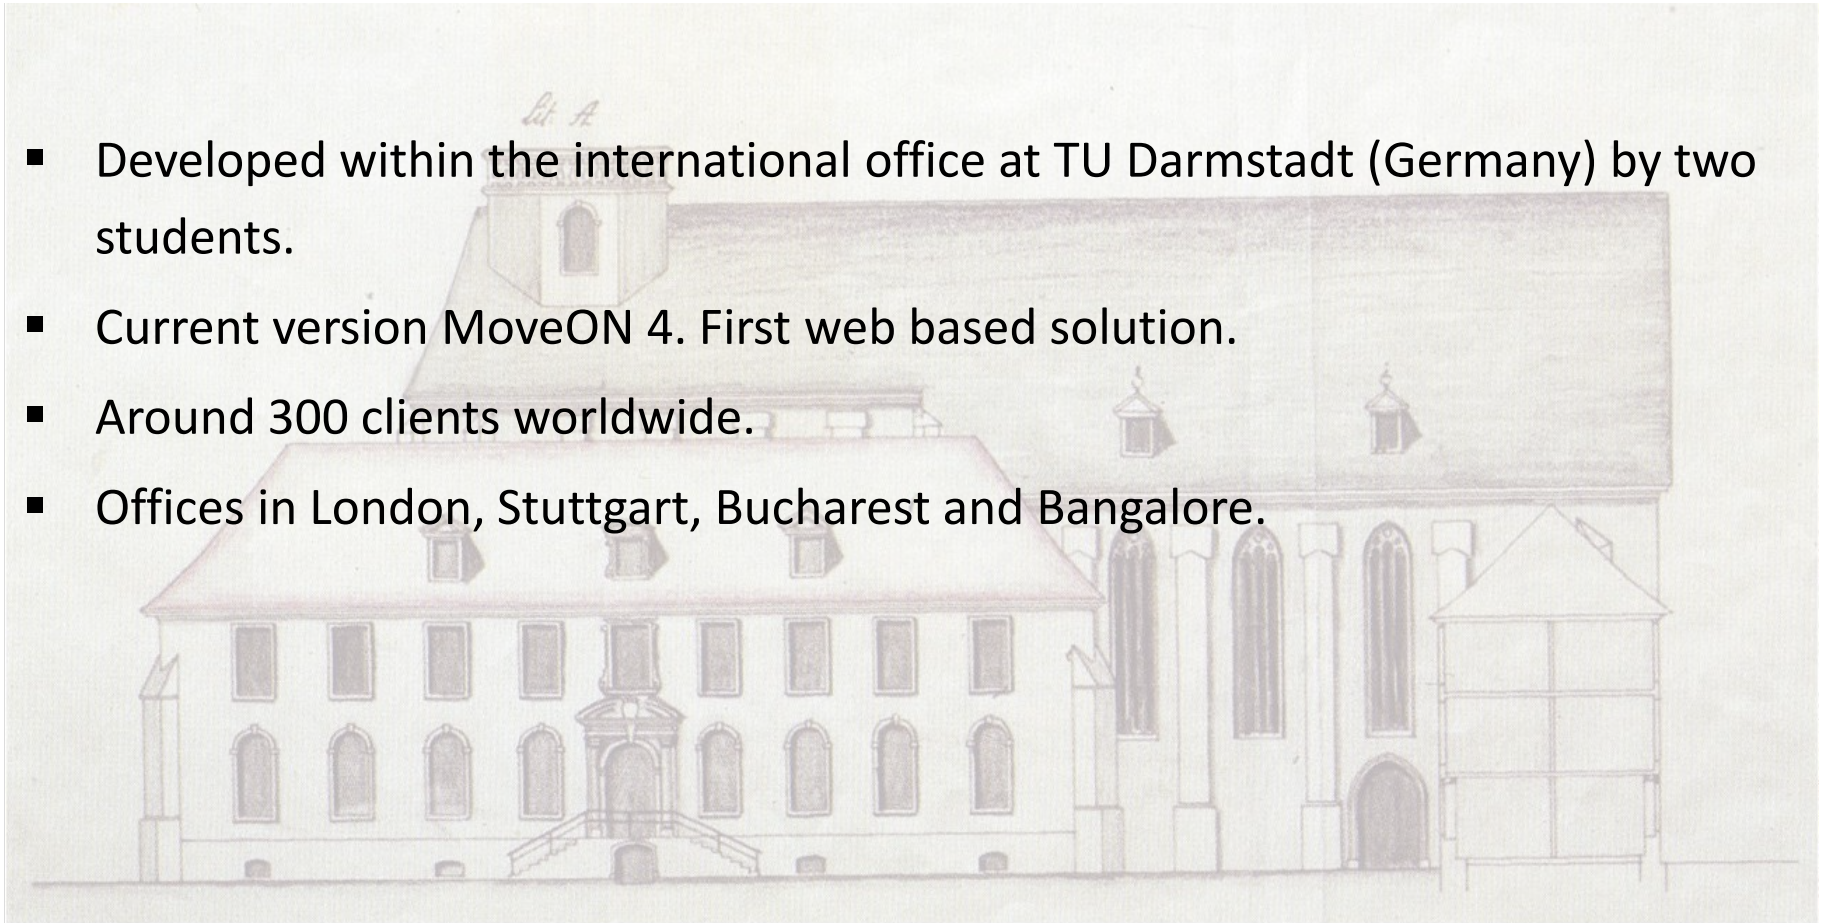 Lit. A
▪ Developed within the international office at TU Darmstadt (Germany) by two
students.
▪ Current version MoveON 4. First web based solution.
▪ Around 300 clients worldwide.
▪ Offices in London, Stuttgart, Bucharest and Bangalore.